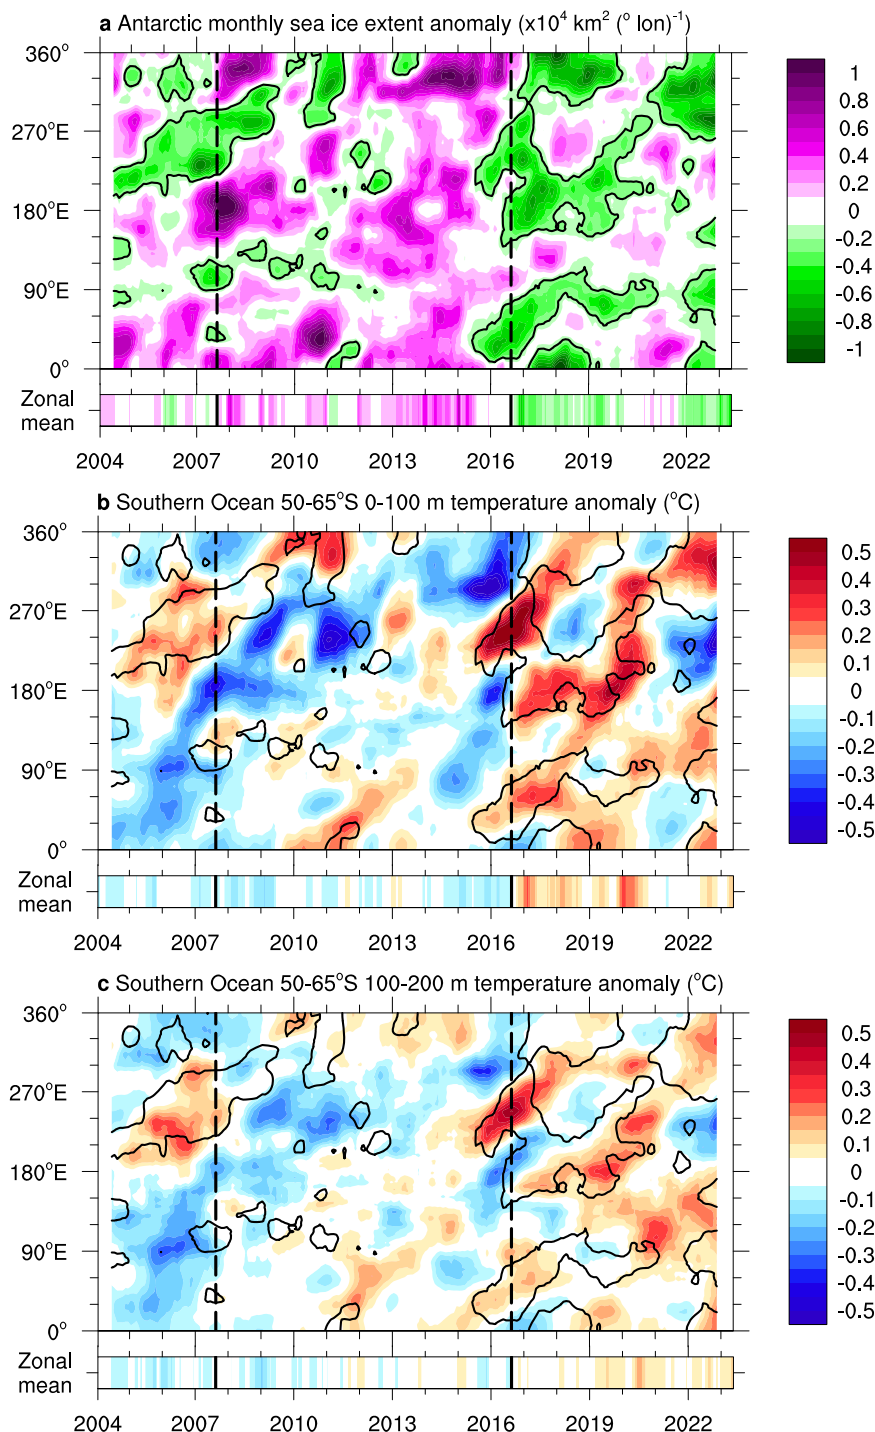 a Antarctic monthly sea ice extent anomaly (x10⁴ km² (° lon)⁻¹)
360°
270°E
180°E
90°E
0°
1
0.8
0.6
0.4
0.2
0
-0.2
-0.4
-0.6
-0.8
-1
Zonal
mean
2004 2007 2010 2013 2016 2019 2022
b Southern Ocean 50-65°S 0-100 m temperature anomaly (°C)
360°
270°E
180°E
90°E
0°
0.5
0.4
0.3
0.2
0.1
0
-0.1
-0.2
-0.3
-0.4
-0.5
Zonal
mean
2004 2007 2010 2013 2016 2019 2022
c Southern Ocean 50-65°S 100-200 m temperature anomaly (°C)
360°
270°E
180°E
90°E
0°
0.5
0.4
0.3
0.2
0.1
0
-0.1
-0.2
-0.3
-0.4
-0.5
Zonal
mean
2004 2007 2010 2013 2016 2019 2022